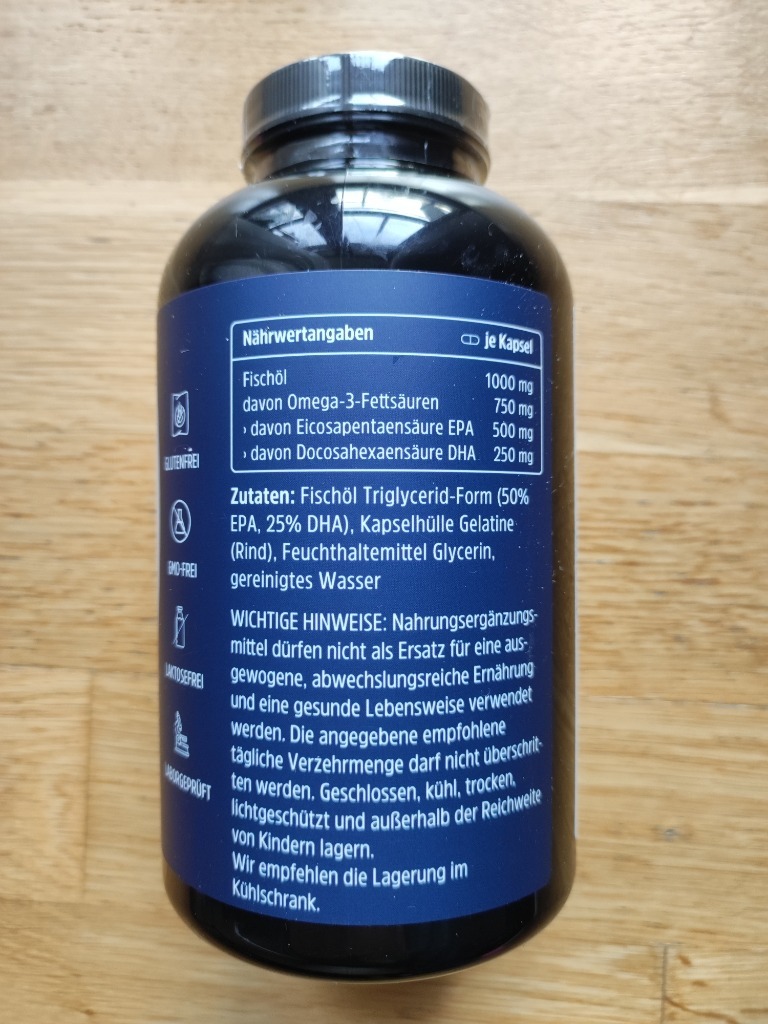 Nährwertangaben je Kapsel
Fischöl 1000 mg
davon Omega-3-Fettsäuren 750 mg
› davon Eicosapentaensäure EPA 500 mg
› davon Docosahexaensäure DHA 250 mg
Zutaten: Fischöl Triglycerid-Form (50%
EPA, 25% DHA), Kapselhülle Gelatine
(Rind), Feuchthaltemittel Glycerin,
gereinigtes Wasser
WICHTIGE HINWEISE: Nahrungsergänzungs-
mittel dürfen nicht als Ersatz für eine aus-
gewogene, abwechslungsreiche Ernährung
und eine gesunde Lebensweise verwendet
werden. Die angegebene empfohlene
tägliche Verzehrmenge darf nicht überschrit-
ten werden. Geschlossen, kühl, trocken,
lichtgeschützt und außerhalb der Reichweite
von Kindern lagern.
Wir empfehlen die Lagerung im
Kühlschrank.
GLUTENFREI
GMO-FREI
LAKTOSEFREI
LABORGEPRÜFT